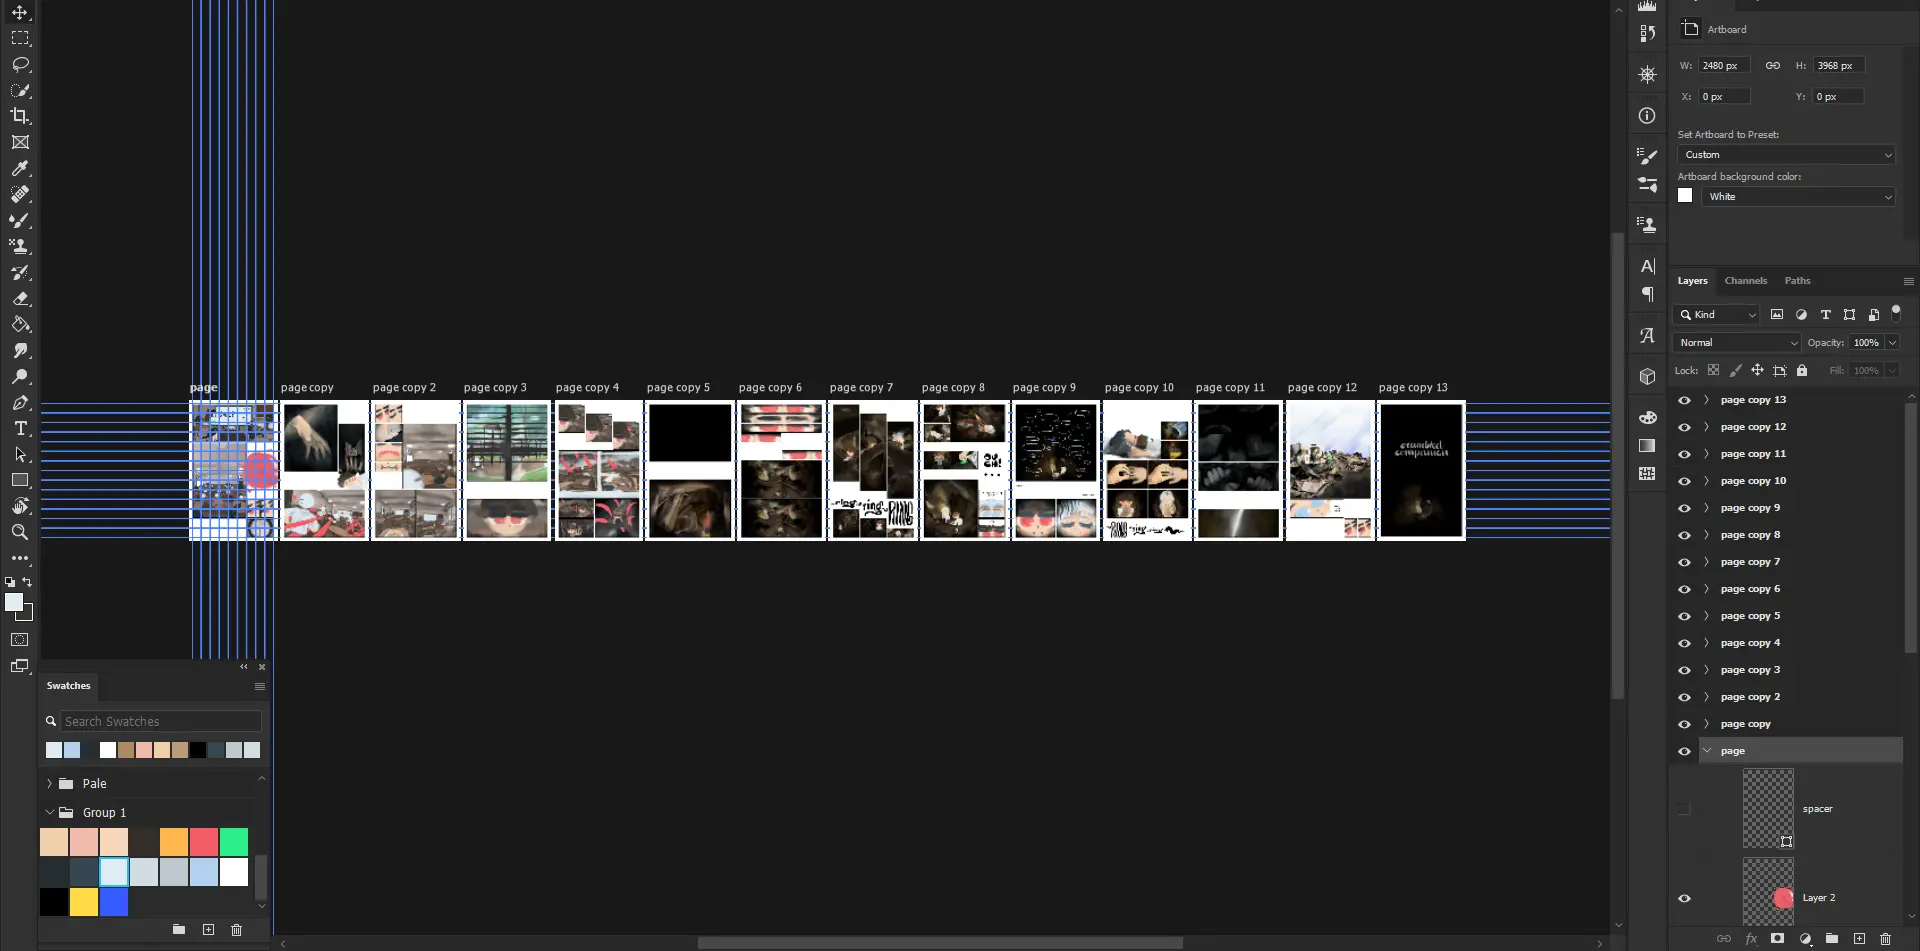 Artboard
W: 2480 px H: 3968 px
X: 0 px Y: 0 px
Set Artboard to Preset:
Custom
Artboard background color:
White
Layers Channels Paths
Kind
Normal Opacity: 100%
Lock: Fill: 100%
page copy 13
page copy 12
page copy 11
page copy 10
page copy 9
page copy 8
page copy 7
page copy 6
page copy 5
page copy 4
page copy 3
page copy 2
page copy
page
spacer
Layer 2
page page copy page copy 2 page copy 3 page copy 4 page copy 5 page copy 6 page copy 7 page copy 8 page copy 9 page copy 10 page copy 11 page copy 12 page copy 13
Swatches
Search Swatches
Pale
Group 1